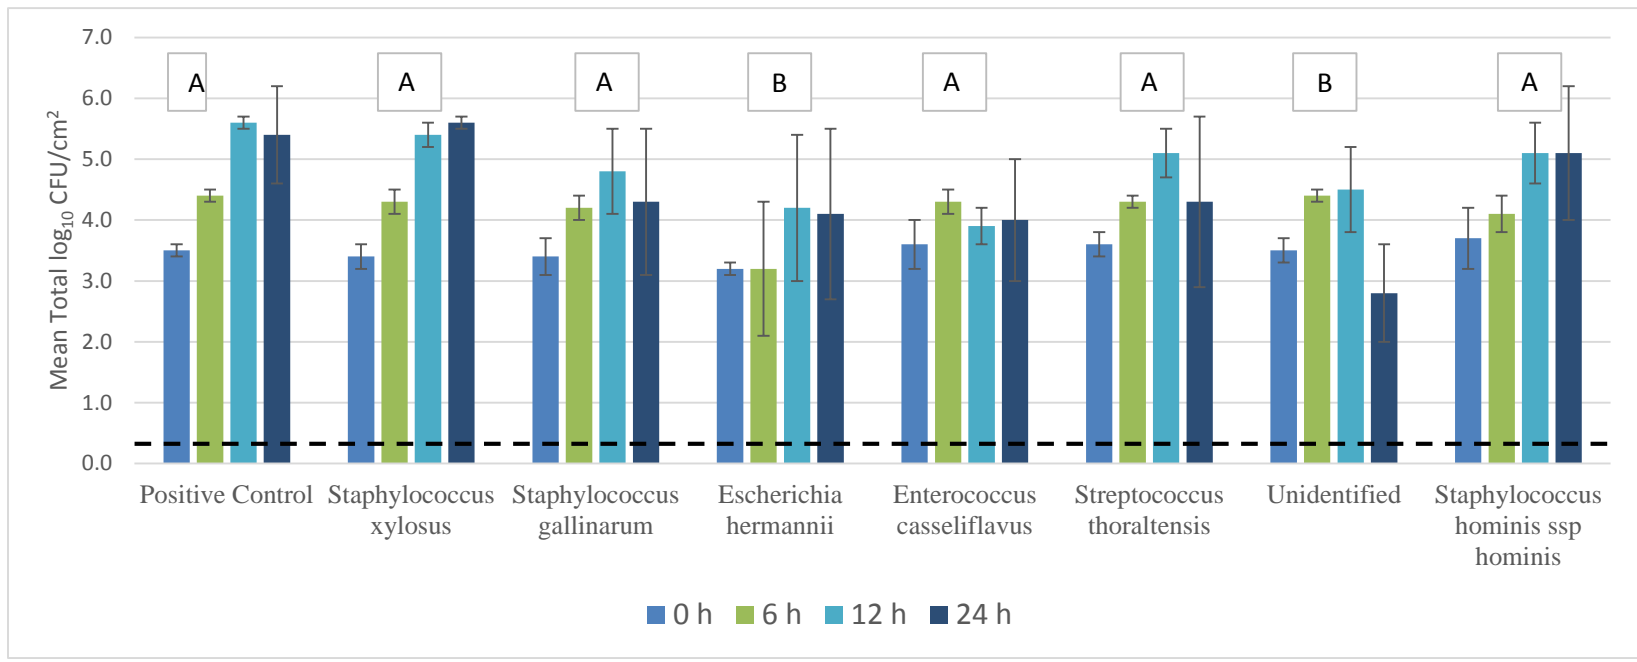 7.0
6.0
5.0
4.0
3.0
2.0
1.0
0.0
Mean Total log₁₀ CFU/cm²
A
A
A
B
A
A
B
A
Positive Control
Staphylococcus
xylosus
Staphylococcus
gallinarum
Escherichia
hermannii
Enterococcus
casseliflavus
Streptococcus
thoraltensis
Unidentified
Staphylococcus
hominis ssp
hominis
0 h 6 h 12 h 24 h